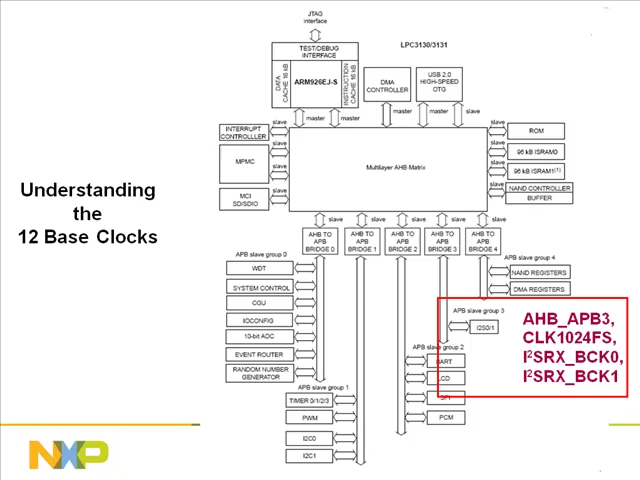 JTAG
interface
TEST/DEBUG
INTERFACE
LPC3130/3131
DATA
CACHE 16 kB
ARM926EJ-S
INSTRUCTION
CACHE 16 kB
DMA
CONTROLLER
USB 2.0
HIGH-SPEED
OTG
master
master
master
master
slave
slave
INTERRUPT
CONTROLLLER
slave
MPMC
slave
slave
MCI
SD/SDIO
slave
Multilayer AHB Matrix
slave
ROM
slave
96 kB ISRAM0
slave
96 kB ISRAM1(1)
slave
NAND CONTROLLER
BUFFER
Understanding
the
12 Base Clocks
slave
slave
slave
slave
slave
AHB TO
APB
BRIDGE 0
AHB TO
APB
BRIDGE 1
AHB TO
APB
BRIDGE 2
AHB TO
APB
BRIDGE 3
AHB TO
APB
BRIDGE 4
APB slave group 0
WDT
SYSTEM CONTROL
CGU
IOCONFIG
10-bit ADC
EVENT ROUTER
RANDOM NUMBER
GENERATOR
APB slave group 4
NAND REGISTERS
DMA REGISTERS
APB slave group 3
I2S0/1
AHB_APB3,
CLK1024FS,
I²SRX_BCK0,
I²SRX_BCK1
APB slave group 2
UART
LCD
SPI
PCM
APB slave group 1
TIMER 0/1/2/3
PWM
I2C0
I2C1
NXP